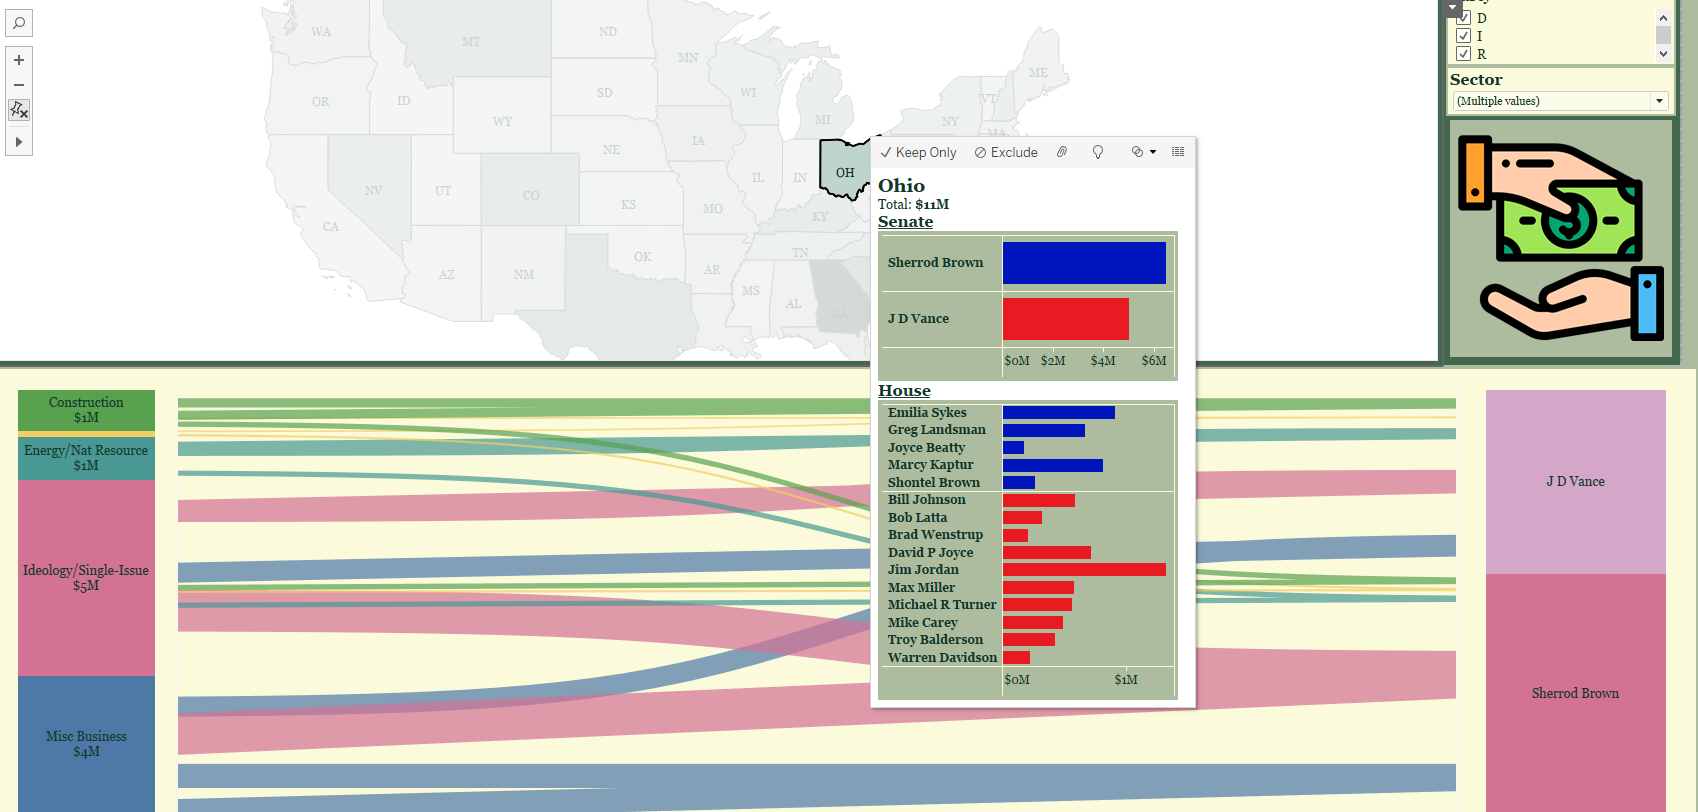 WA
MT
ND
MN
OR
ID
WY
SD
WI
MI
NY
VT
ME
MA
NV
UT
CO
NE
IA
IL
IN
OH
CA
KS
MO
KY
AZ
NM
OK
AR
TN
MS
AL
GA
D
I
R
Sector
(Multiple values)
Keep Only
Exclude
Ohio
Total: $11M
Senate
Sherrod Brown
J D Vance
$0M $2M $4M $6M
House
Emilia Sykes
Greg Landsman
Joyce Beatty
Marcy Kaptur
Shontel Brown
Bill Johnson
Bob Latta
Brad Wenstrup
David P Joyce
Jim Jordan
Max Miller
Michael R Turner
Mike Carey
Troy Balderson
Warren Davidson
$0M $1M
Construction
$1M
Energy/Nat Resource
$1M
Ideology/Single-Issue
$5M
Misc Business
$4M
J D Vance
Sherrod Brown